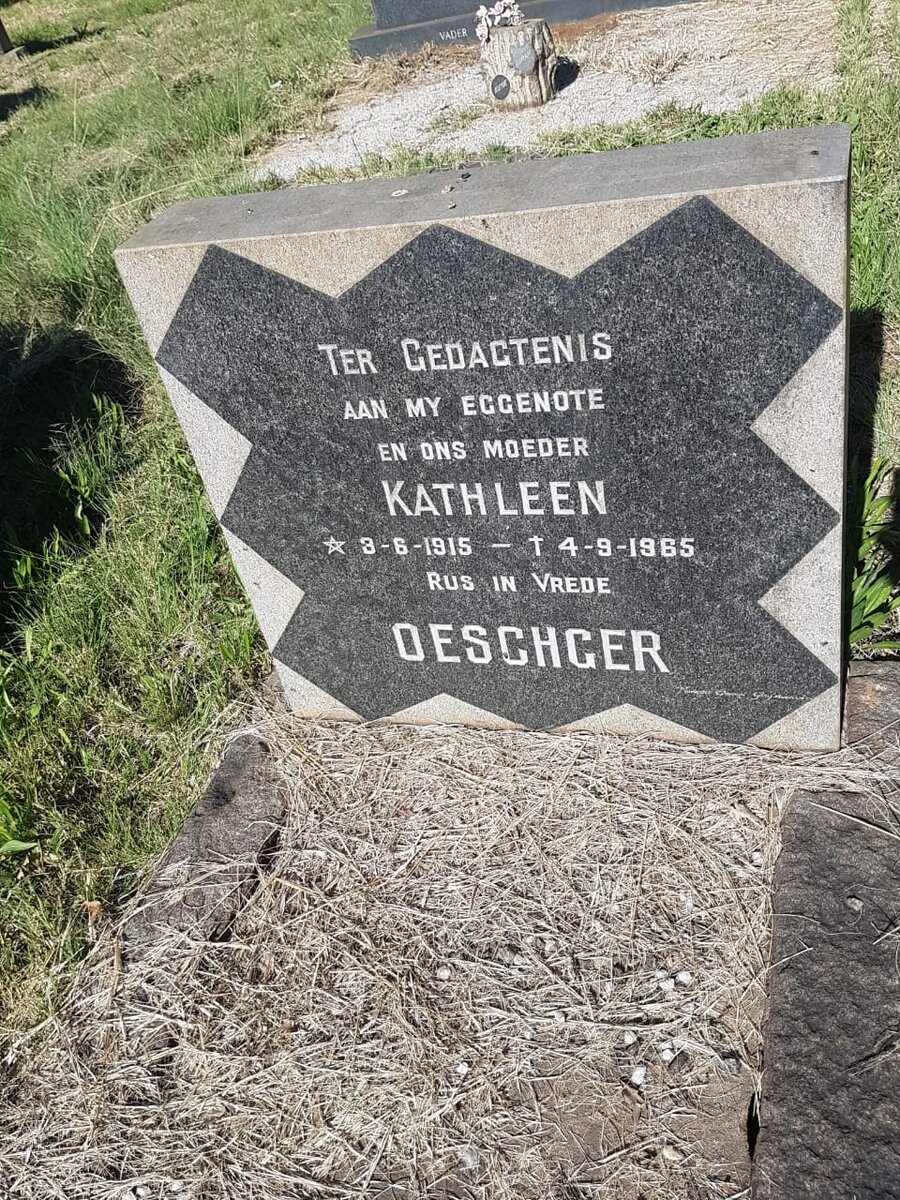 VADER
TER GEDACTENIS
AAN MY EGGENOTE
EN ONS MOEDER
KATHLEEN
☆ 3-6-1915 — † 4-9-1965
RUS IN VREDE
OESCHGER